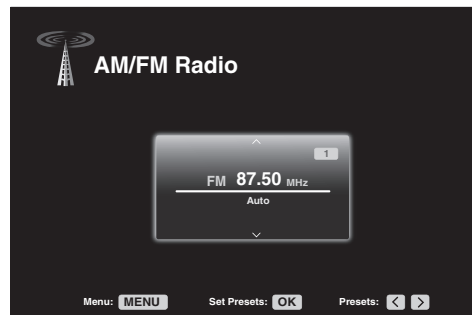 AM/FM Radio
1
FM 87.50 MHz
Auto
Menu: MENU Set Presets: OK Presets: < >